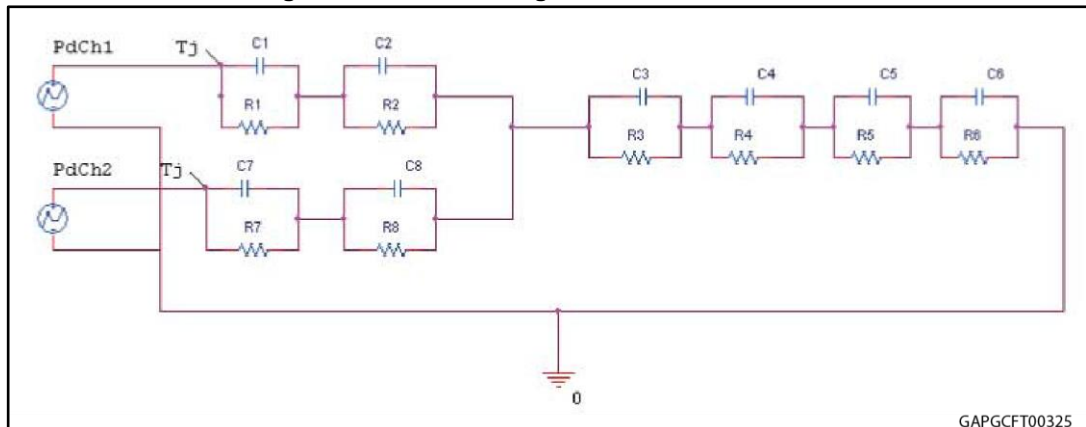 PdCh1
Tj
C1
C2
R1
R2
C3
C4
C5
C6
R3
R4
R5
R6
PdCh2
Tj
C7
C8
R7
R8
0
GAPGCFT00325